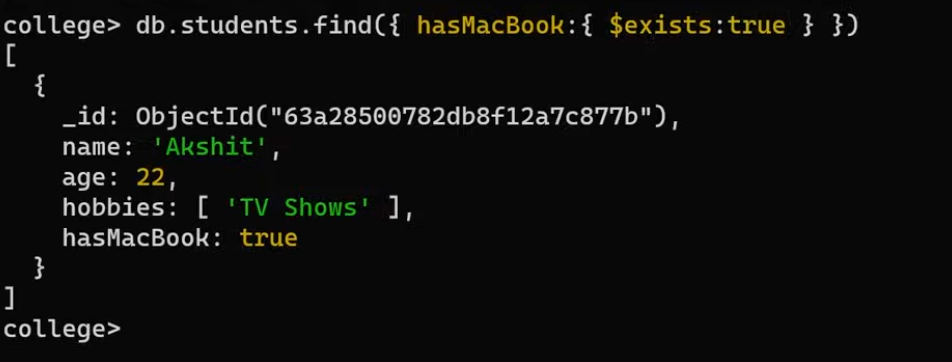 college> db.students.find({ hasMacBook:{ $exists:true } })
[
  {
    _id: ObjectId("63a28500782db8f12a7c877b"),
    name: 'Akshit',
    age: 22,
    hobbies: [ 'TV Shows' ],
    hasMacBook: true
  }
]
college>